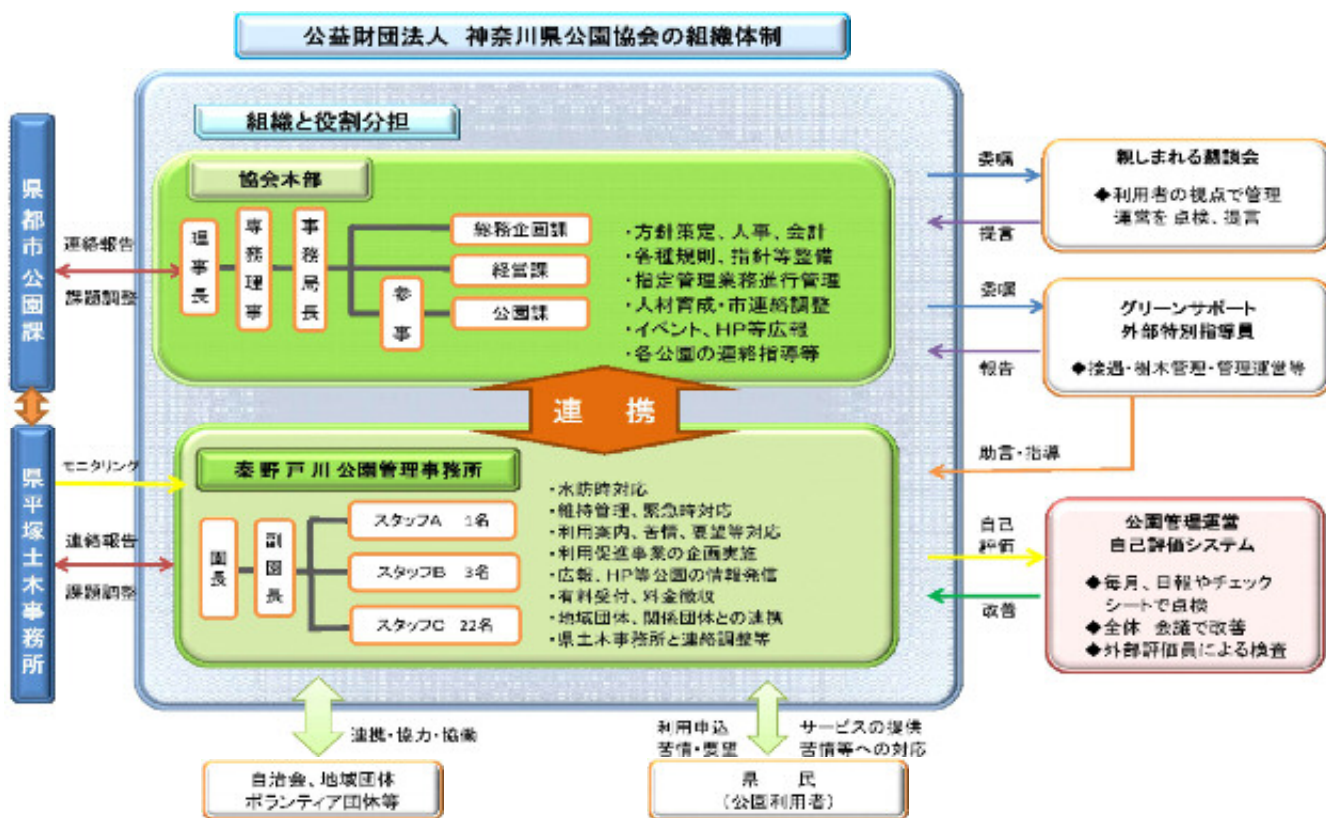 公益財団法人 神奈川県公園協会の組織体制
組織と役割分担
協会本部
理事長
専務理事
事務局長
参事
総務企画課
経営課
公園課
・方針策定、人事、会計
・各種規則、指針等整備
・指定管理業務進行管理
・人材育成・市連絡調整
・イベント、HP等広報
・各公園の連絡指導等
連 携
秦野戸川公園管理事務所
園長
副園長
スタッフA 1名
スタッフB 3名
スタッフC 22名
・水防時対応
・維持管理、緊急時対応
・利用案内、苦情、要望等対応
・利用促進事業の企画実施
・広報、HP等公園の情報発信
・有料受付、料金徴収
・地域団体、関係団体との連携
・県土木事務所と連絡調整等
県都市公園課
連絡報告
課題調整
県平塚土木事務所
モニタリング
連絡報告
課題調整
委嘱
提言
親しまれる懇談会
◆利用者の視点で管理
運営を点検、提言
委嘱
報告
グリーンサポート
外部特別指導員
◆接遇・樹木管理・管理運営等
助言・指導
自己
評価
改善
公園管理運営
自己評価システム
◆毎月、日報やチェック
シートで点検
◆全体 会議で改善
◆外部評価員による検査
連携・協力・協働
自治会、地域団体
ボランティア団体等
利用申込
苦情・要望
サービスの提供
苦情等への対応
県 民
(公園利用者)